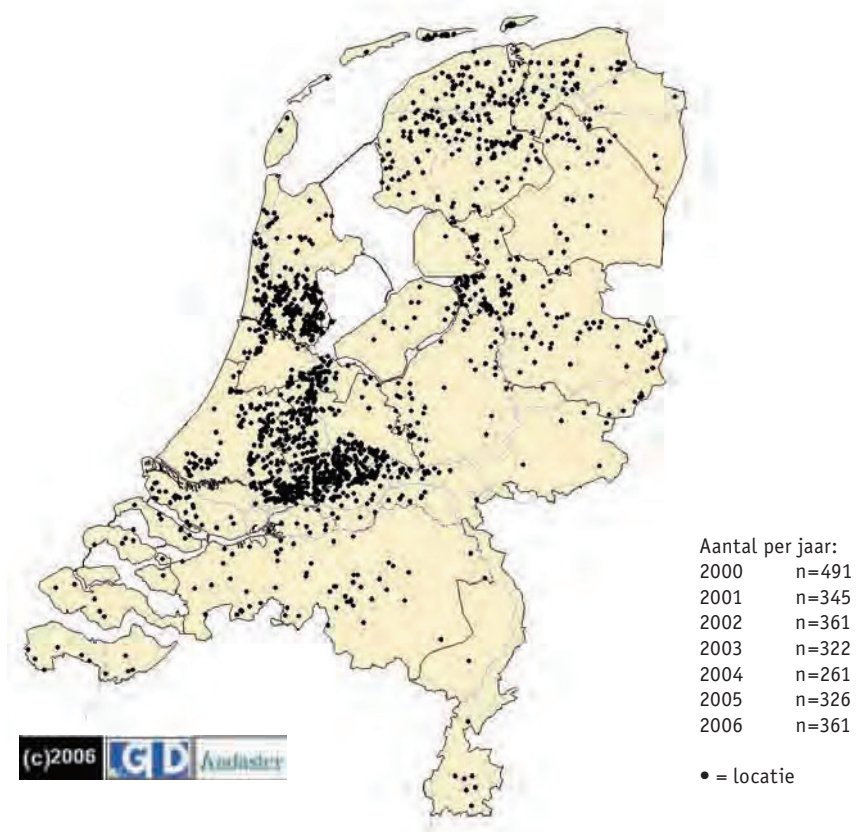 Aantal per jaar:
2000 n=491
2001 n=345
2002 n=361
2003 n=322
2004 n=261
2005 n=326
2006 n=361
• = locatie
(c)2006 GD